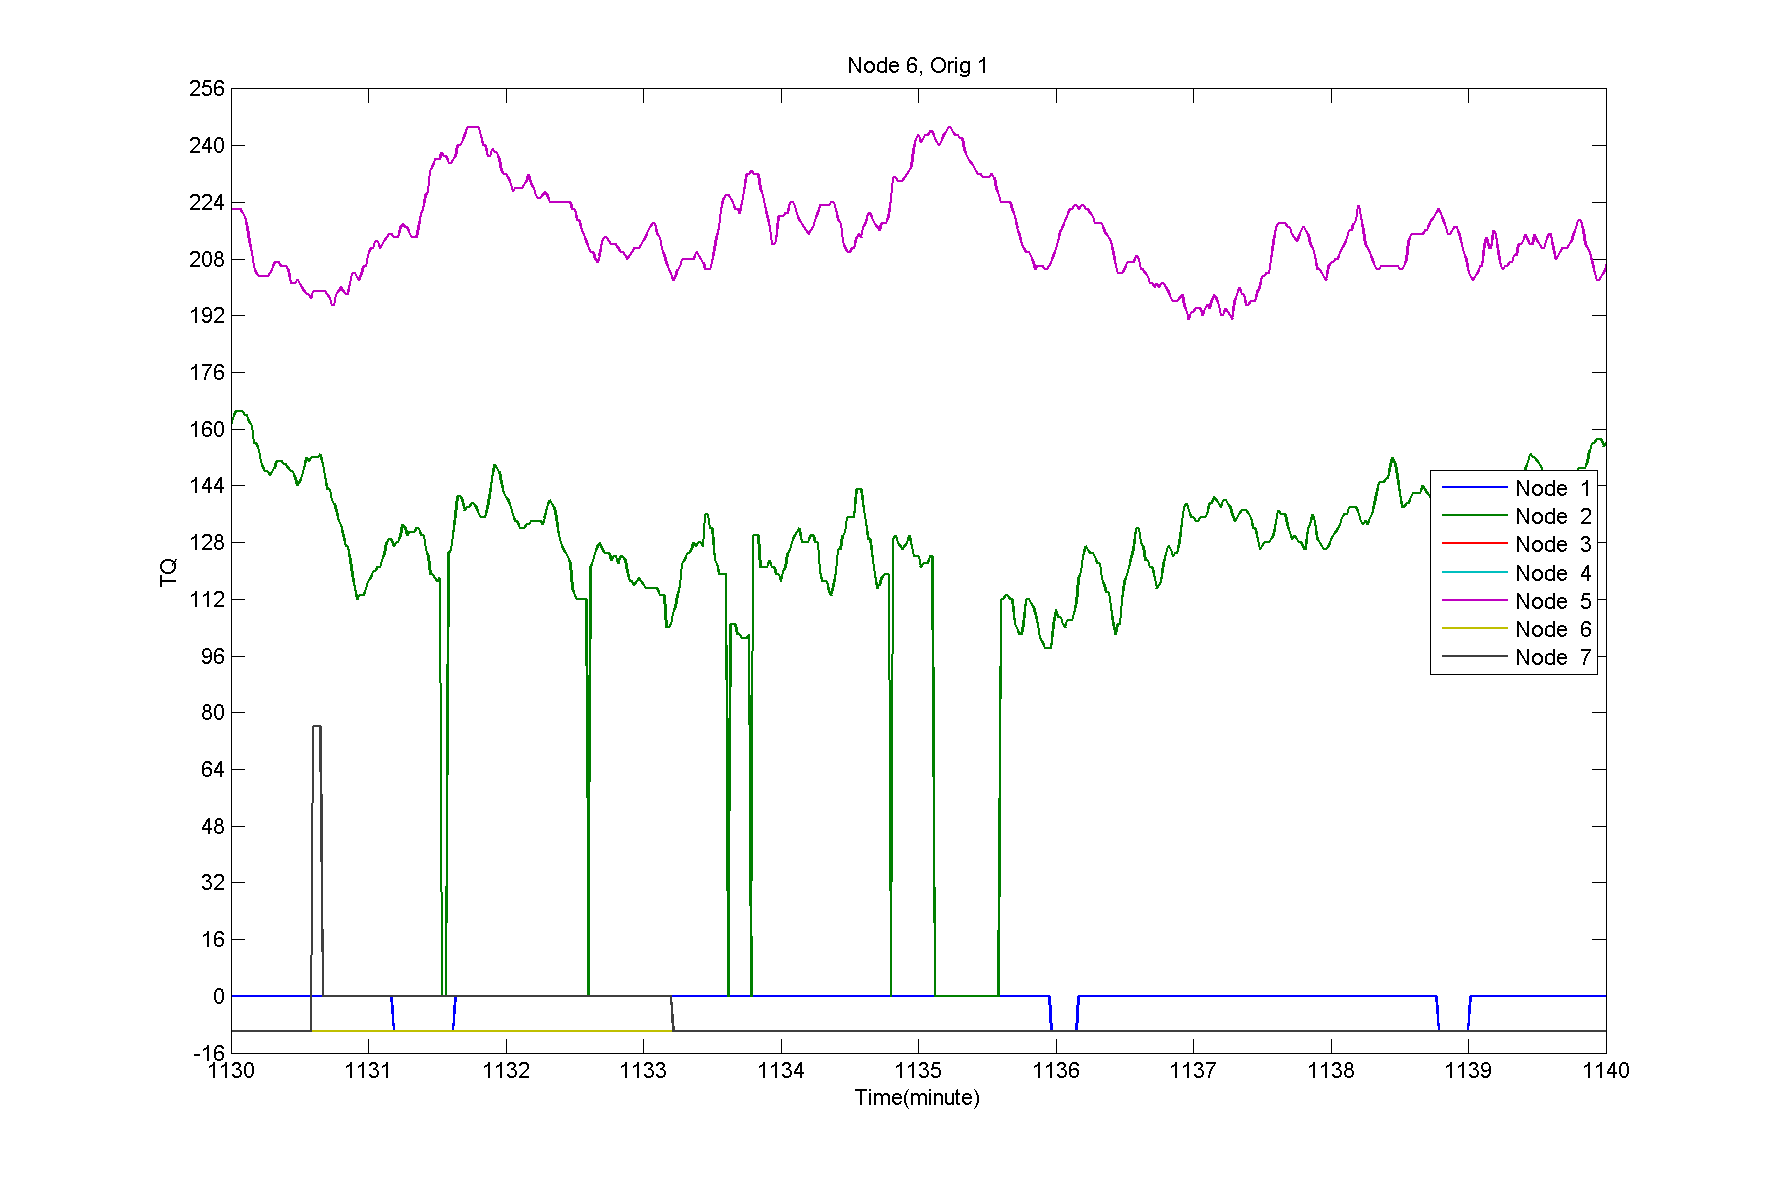 Node 6, Orig 1
256
240
224
208
192
176
160
144
128
112
96
80
64
48
32
16
0
-16
TQ
Node 1
Node 2
Node 3
Node 4
Node 5
Node 6
Node 7
1130 1131 1132 1133 1134 1135 1136 1137 1138 1139 1140
Time(minute)